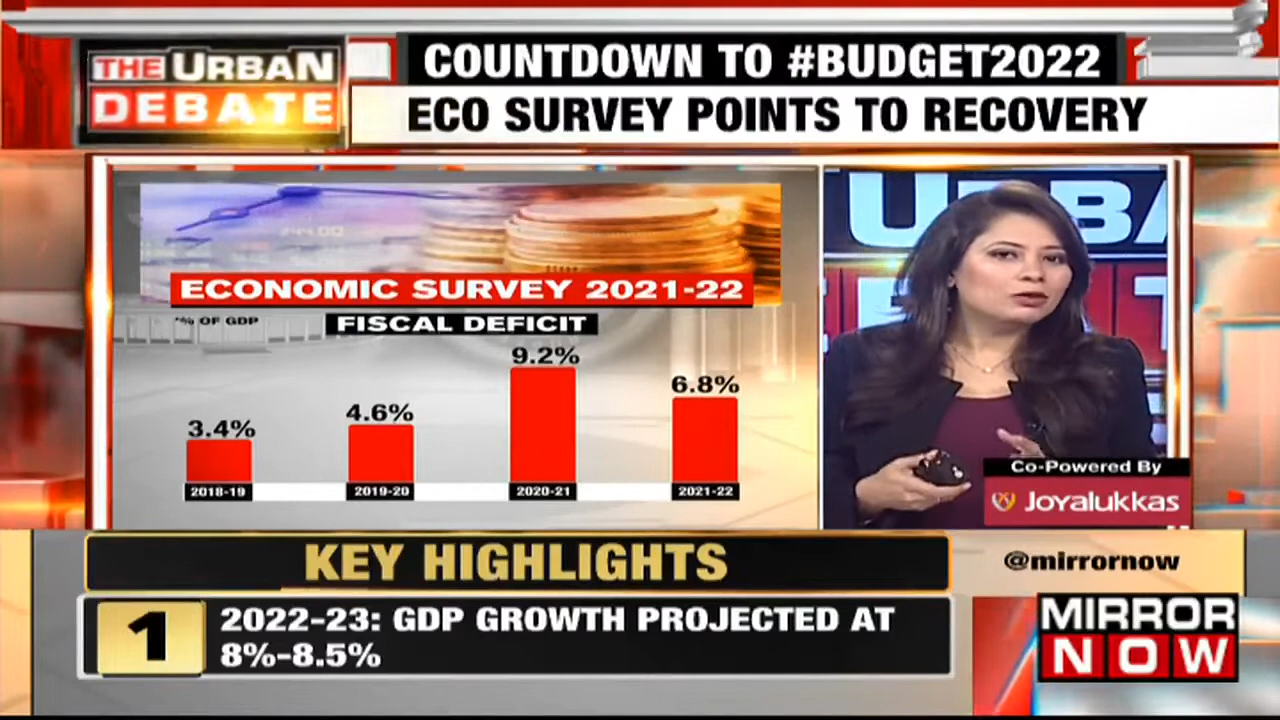 THE URBAN
DEBATE
COUNTDOWN TO #BUDGET2022
ECO SURVEY POINTS TO RECOVERY
ECONOMIC SURVEY 2021-22
% OF GDP
FISCAL DEFICIT
3.4%
4.6%
9.2%
6.8%
2018-19
2019-20
2020-21
2021-22
Co-Powered By
Joyalukkas
KEY HIGHLIGHTS
@mirrornow
1
2022-23: GDP GROWTH PROJECTED AT
8%-8.5%
MIRROR
NOW